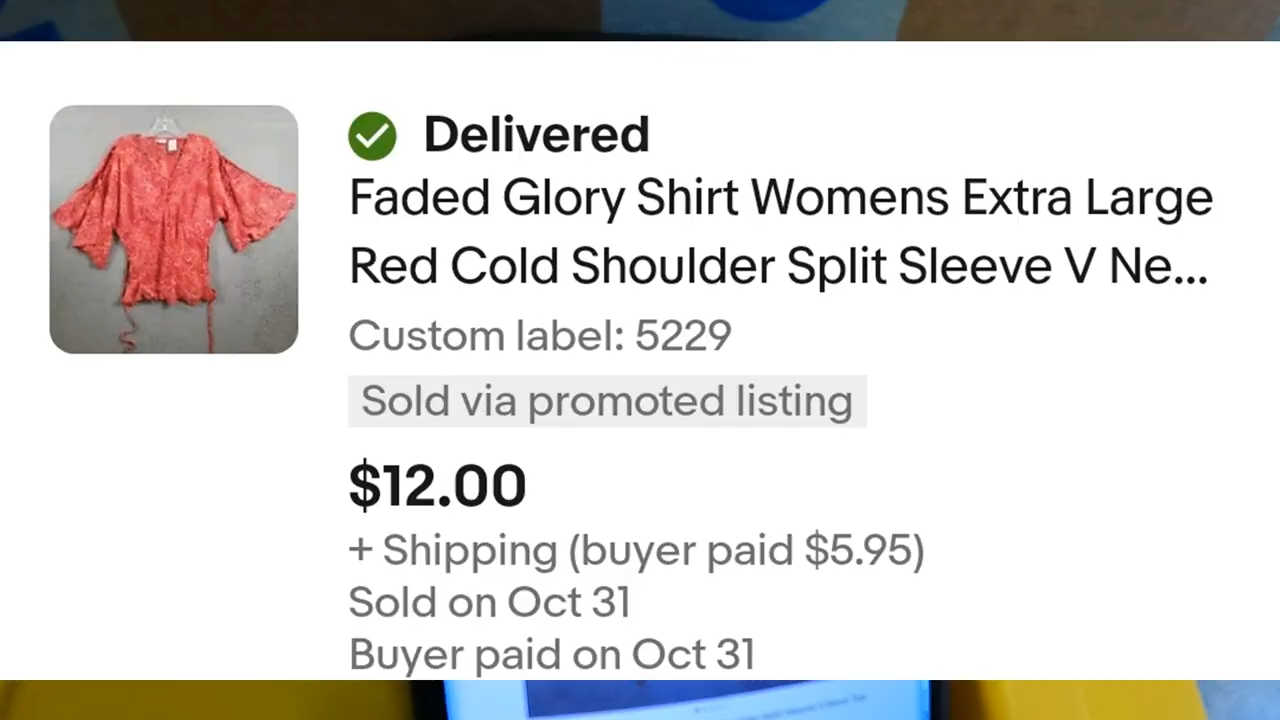 Delivered
Faded Glory Shirt Womens Extra Large
Red Cold Shoulder Split Sleeve V Ne...
Custom label: 5229
Sold via promoted listing
$12.00
+ Shipping (buyer paid $5.95)
Sold on Oct 31
Buyer paid on Oct 31